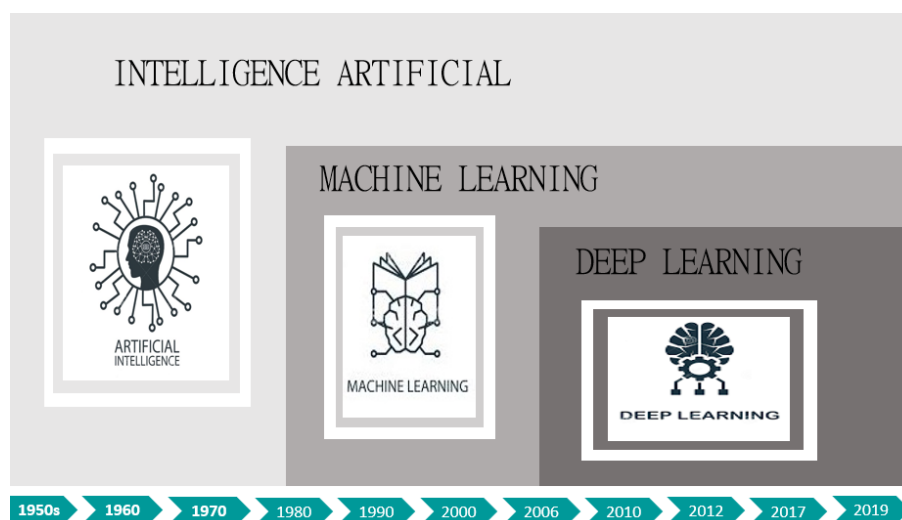 INTELLIGENCE ARTIFICIAL
MACHINE LEARNING
DEEP LEARNING
ARTIFICIAL
INTELLIGENCE
MACHINE LEARNING
DEEP LEARNING
1950s 1960 1970 1980 1990 2000 2006 2010 2012 2017 2019